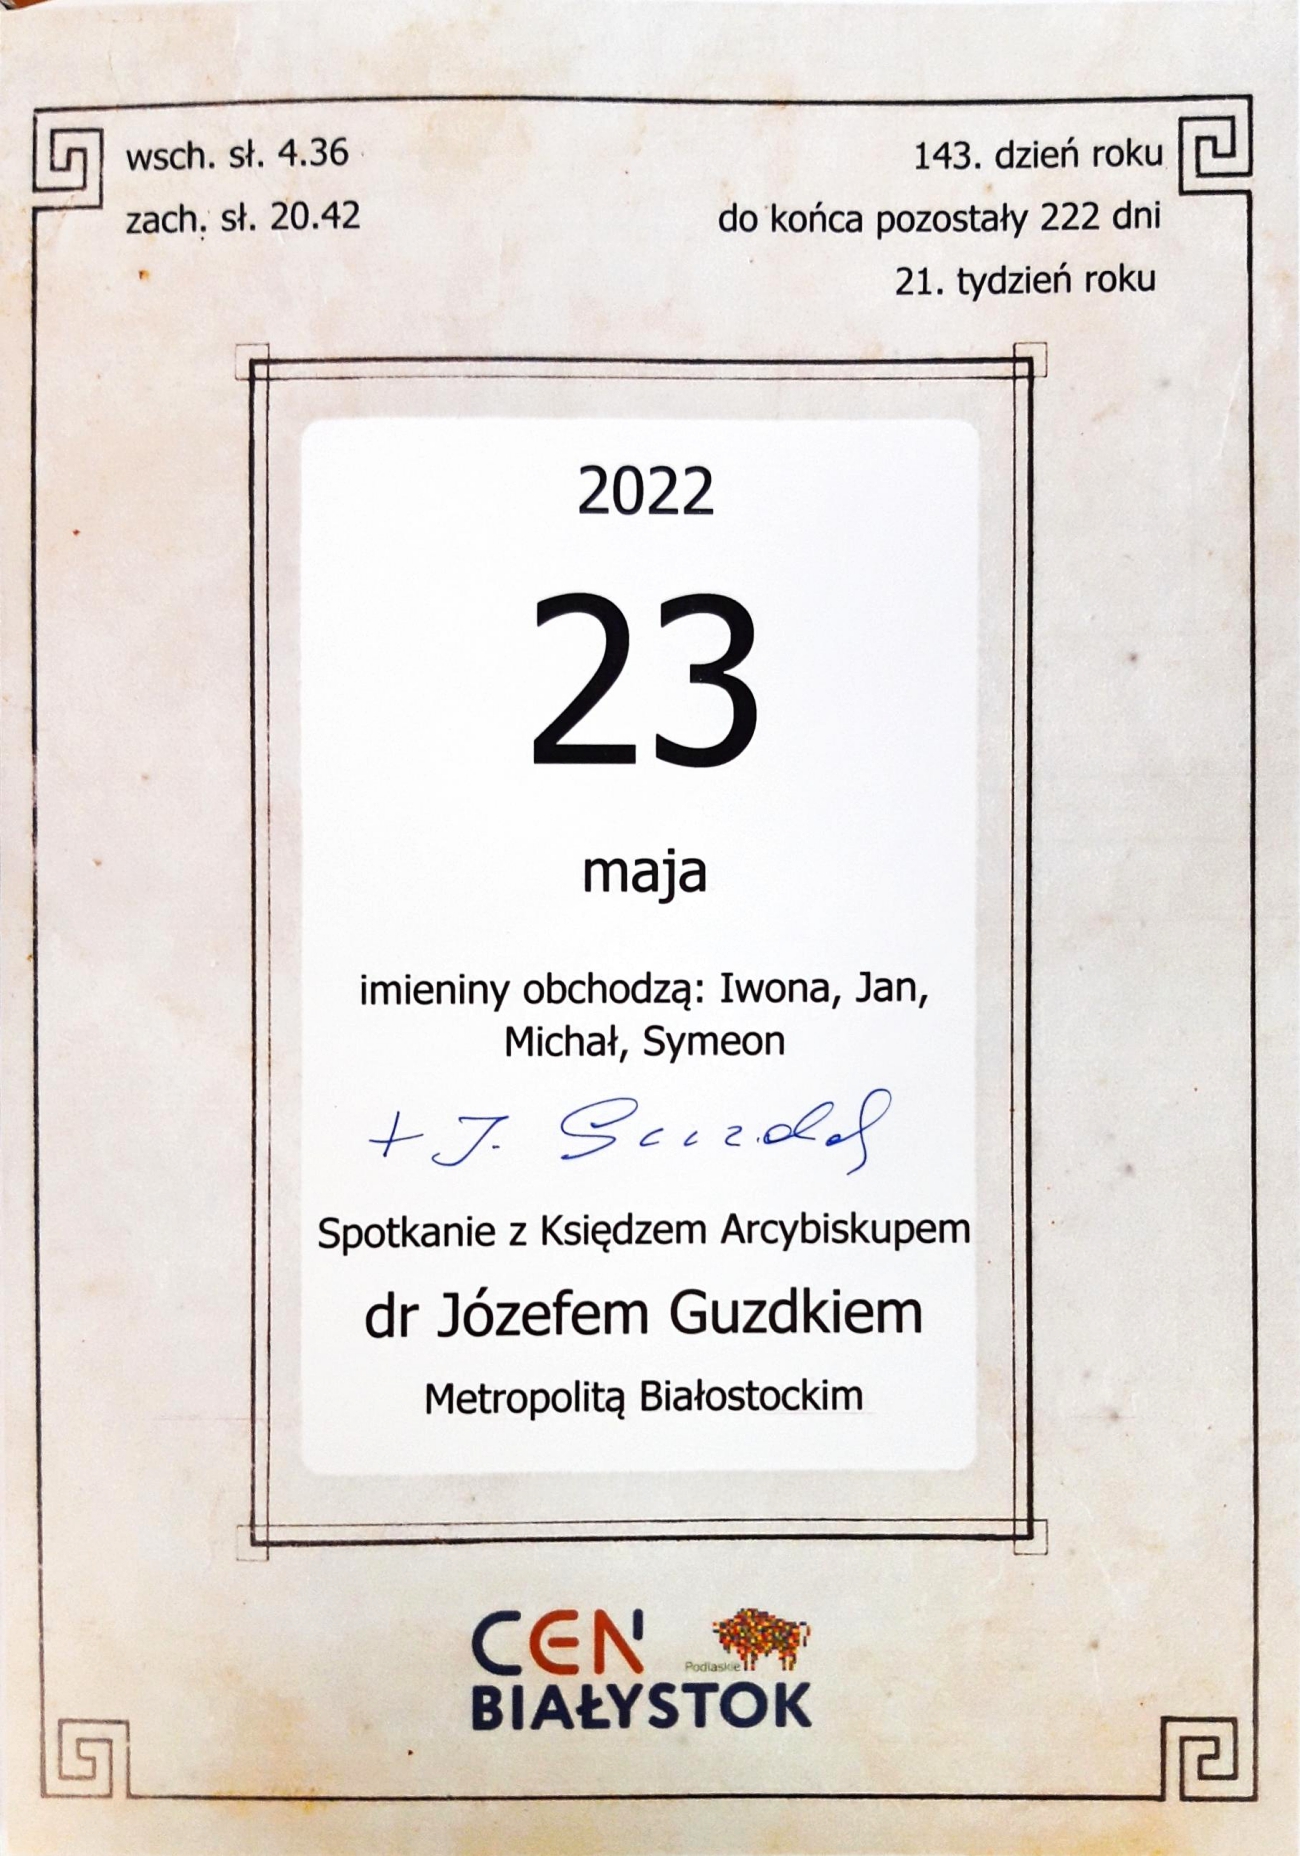 wsch. sł. 4.36
zach. sł. 20.42
143. dzień roku
do końca pozostały 222 dni
21. tydzień roku
2022
23
maja
imieniny obchodzą: Iwona, Jan,
Michał, Symeon
+ J. Guzdek
Spotkanie z Księdzem Arcybiskupem
dr Józefem Guzdkiem
Metropolitą Białostockim
CEN
Podlaskie
BIAŁYSTOK